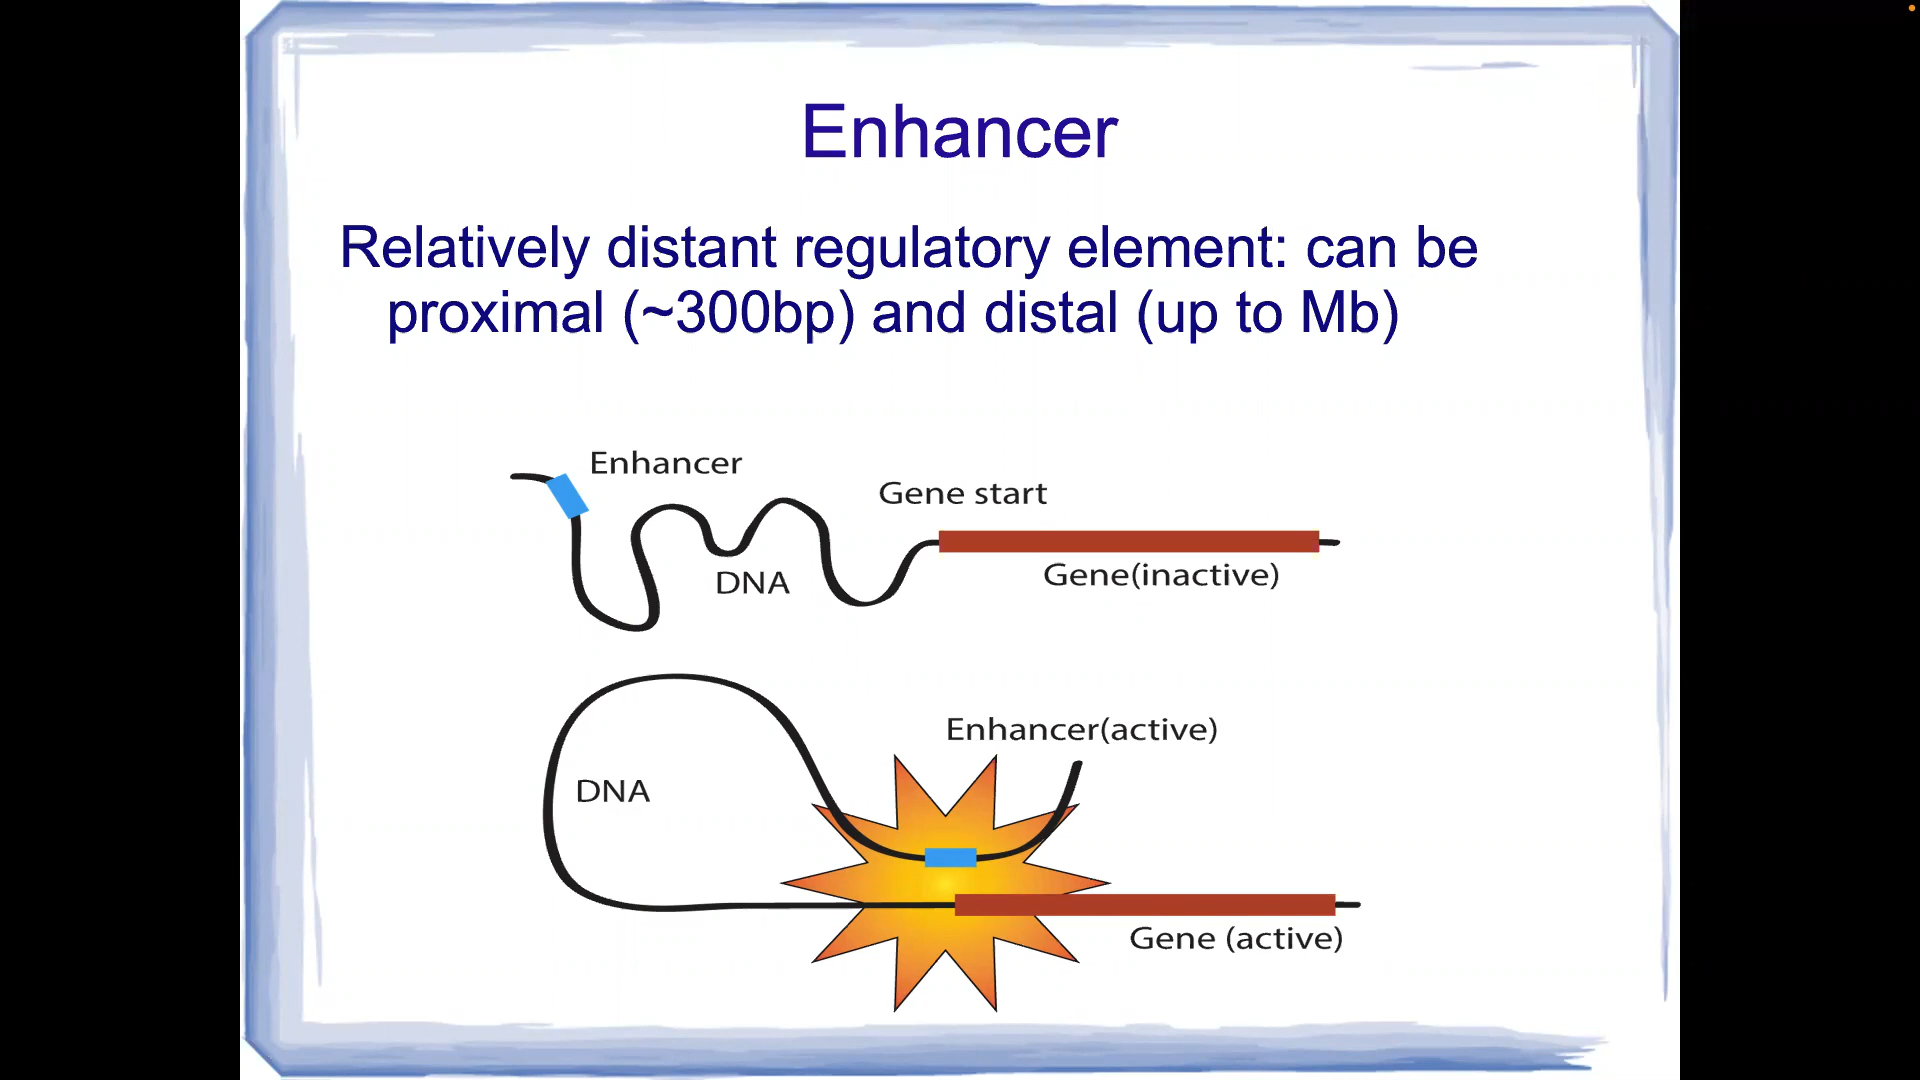 Enhancer
Relatively distant regulatory element: can be
proximal (~300bp) and distal (up to Mb)
Enhancer
Gene start
DNA
Gene(inactive)
Enhancer(active)
DNA
Gene (active)